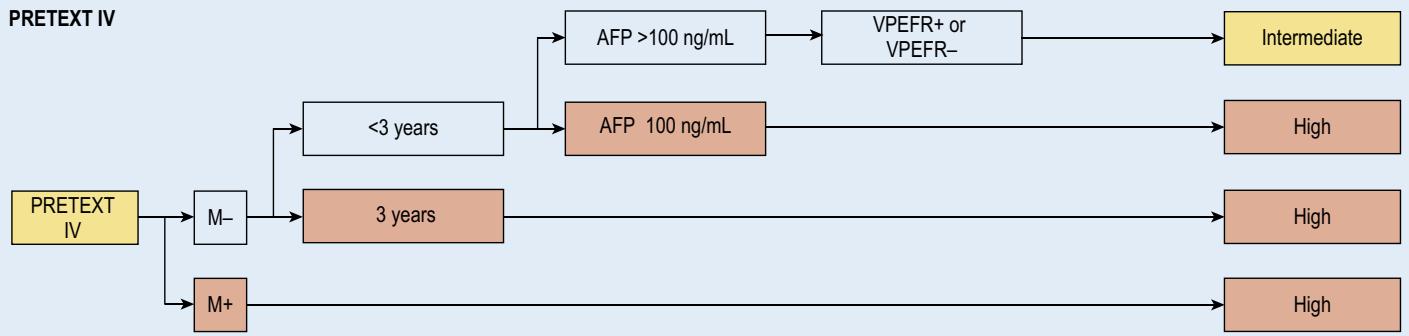 PRETEXT IV
AFP >100 ng/mL
VPEFR+ or
VPEFR–
Intermediate
<3 years
AFP 100 ng/mL
High
PRETEXT
IV
M–
3 years
High
M+
High